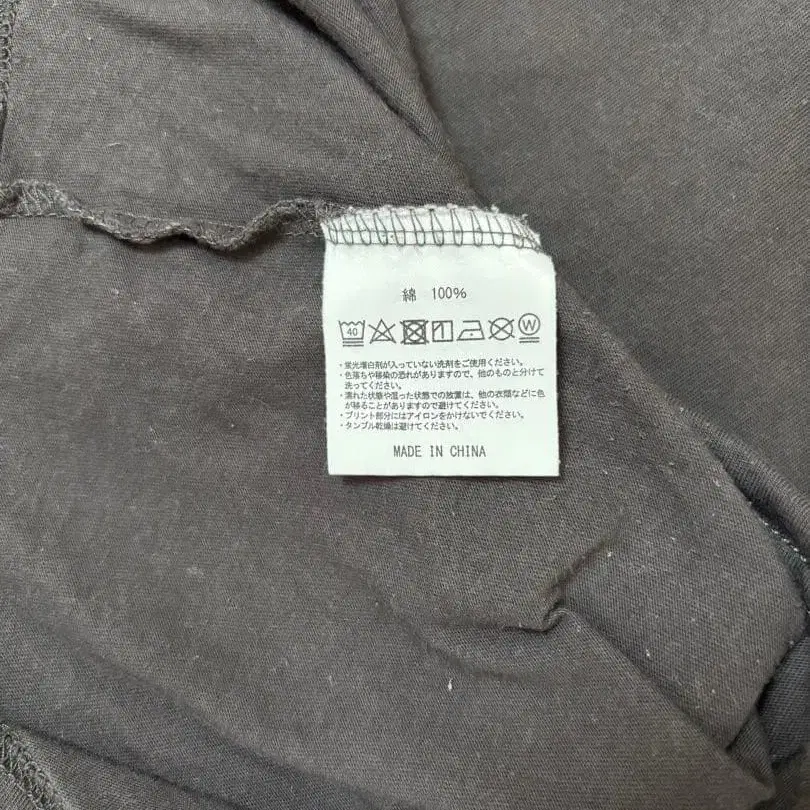 綿 100%
40 W
・蛍光増白剤が入っていない洗剤をご使用ください。
・色落ちや移染の恐れがありますので、他のものと分けて
洗ってください。
・濡れた状態や湿った状態での放置は、他の衣類などに色
が移ることがありますので避けてください。
・プリント部分にはアイロンをかけないでください。
・タンブル乾燥は避けてください。
MADE IN CHINA